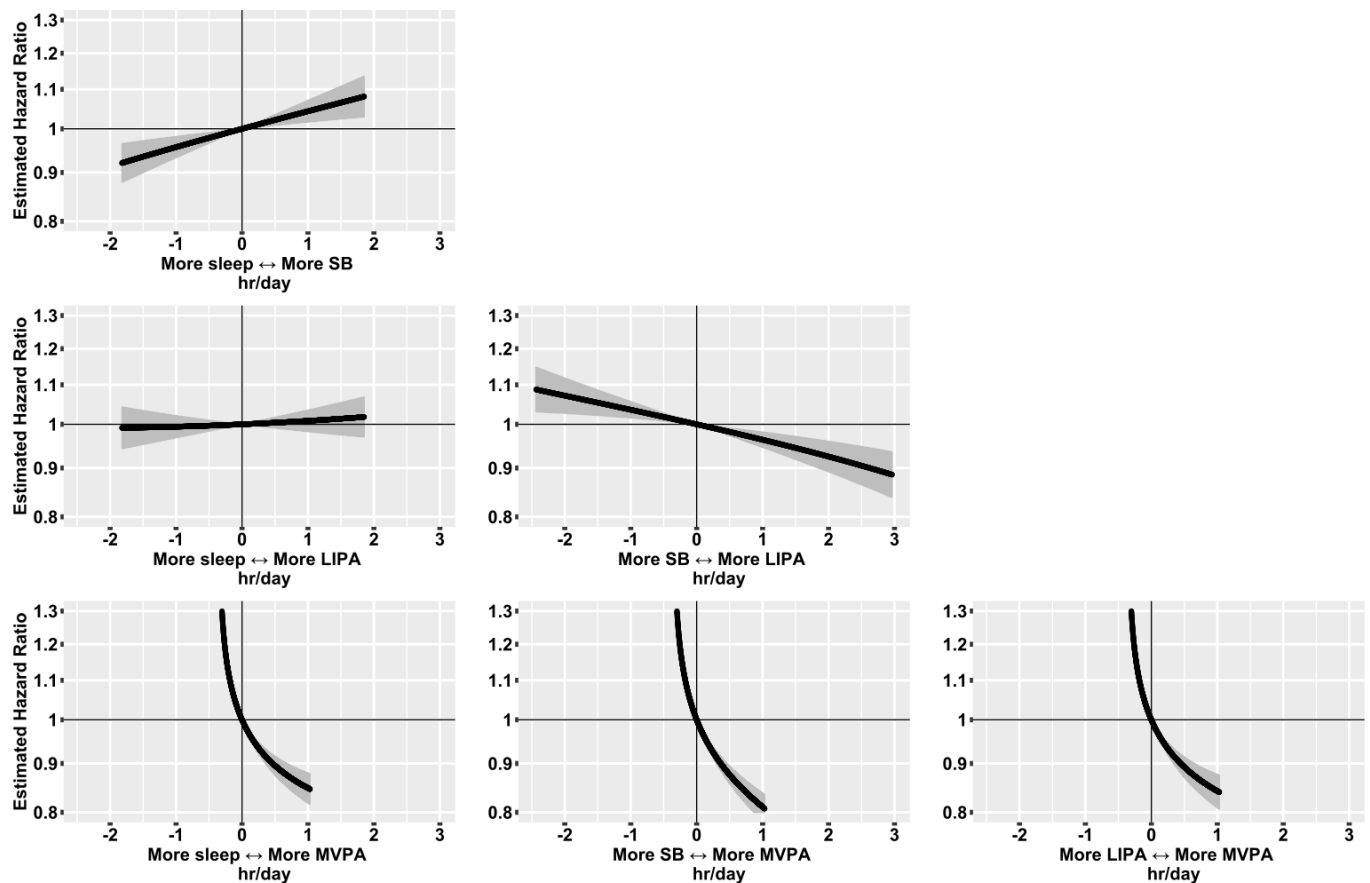 Estimated Hazard Ratio
1.3
1.2
1.1
1
0.9
0.8
-2 -1 0 1 2 3
More sleep ↔ More SB
hr/day
Estimated Hazard Ratio
1.3
1.2
1.1
1
0.9
0.8
-2 -1 0 1 2 3
More sleep ↔ More LIPA
hr/day
1.3
1.2
1.1
1
0.9
0.8
-2 -1 0 1 2 3
More SB ↔ More LIPA
hr/day
Estimated Hazard Ratio
1.3
1.2
1.1
1
0.9
0.8
-2 -1 0 1 2 3
More sleep ↔ More MVPA
hr/day
1.3
1.2
1.1
1
0.9
0.8
-2 -1 0 1 2 3
More SB ↔ More MVPA
hr/day
1.3
1.2
1.1
1
0.9
0.8
-2 -1 0 1 2 3
More LIPA ↔ More MVPA
hr/day